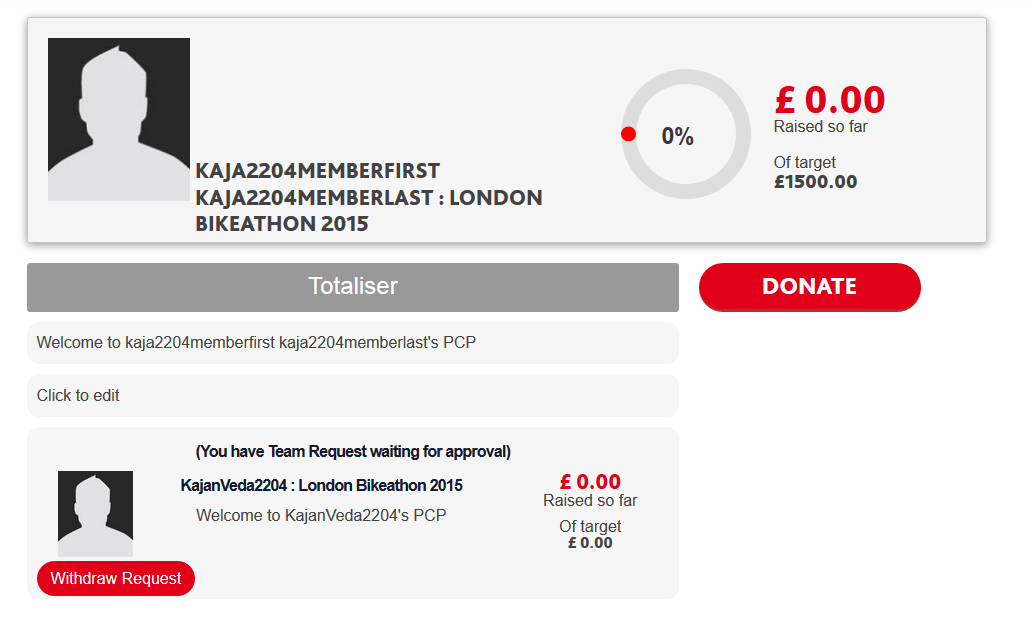 KAJA2204MEMBERFIRST
KAJA2204MEMBERLAST : LONDON
BIKEATHON 2015
0%
£ 0.00
Raised so far
Of target
£1500.00
Totaliser
DONATE
Welcome to kaja2204memberfirst kaja2204memberlast's PCP
Click to edit
(You have Team Request waiting for approval)
KajanVeda2204 : London Bikeathon 2015
Welcome to KajanVeda2204's PCP
£ 0.00
Raised so far
Of target
£ 0.00
Withdraw Request